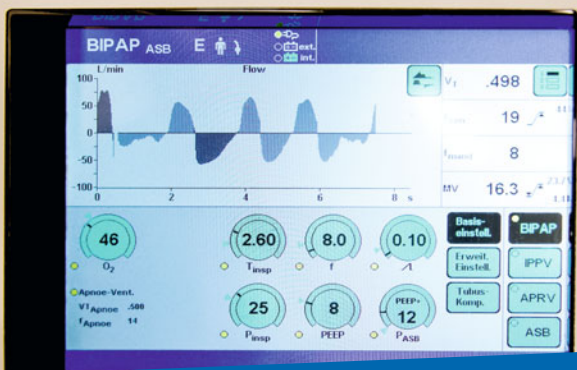 BIPAP ASB E
ext.
int.
L/min
Flow
100
50
0
-50
-100
0 2 4 6 8 s
VT .498
19
fmand 8
MV 16.3
46
O2
2.60
Tinsp
8.0
f
0.10
Basis-
einstell.
Erweit.
Einstell.
Tubus-
Komp.
BIPAP
IPPV
APRV
ASB
Apnoe-Vent.
VTApnoe .500
fApnoe 14
25
Pinsp
8
PEEP
PEEP+
12
PASB